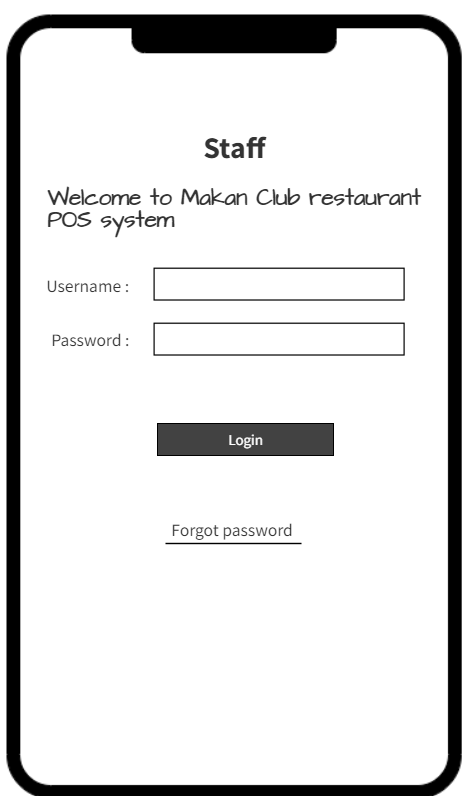 Staff
Welcome to Makan Club restaurant
POS system
Username :
Password :
Login
Forgot password